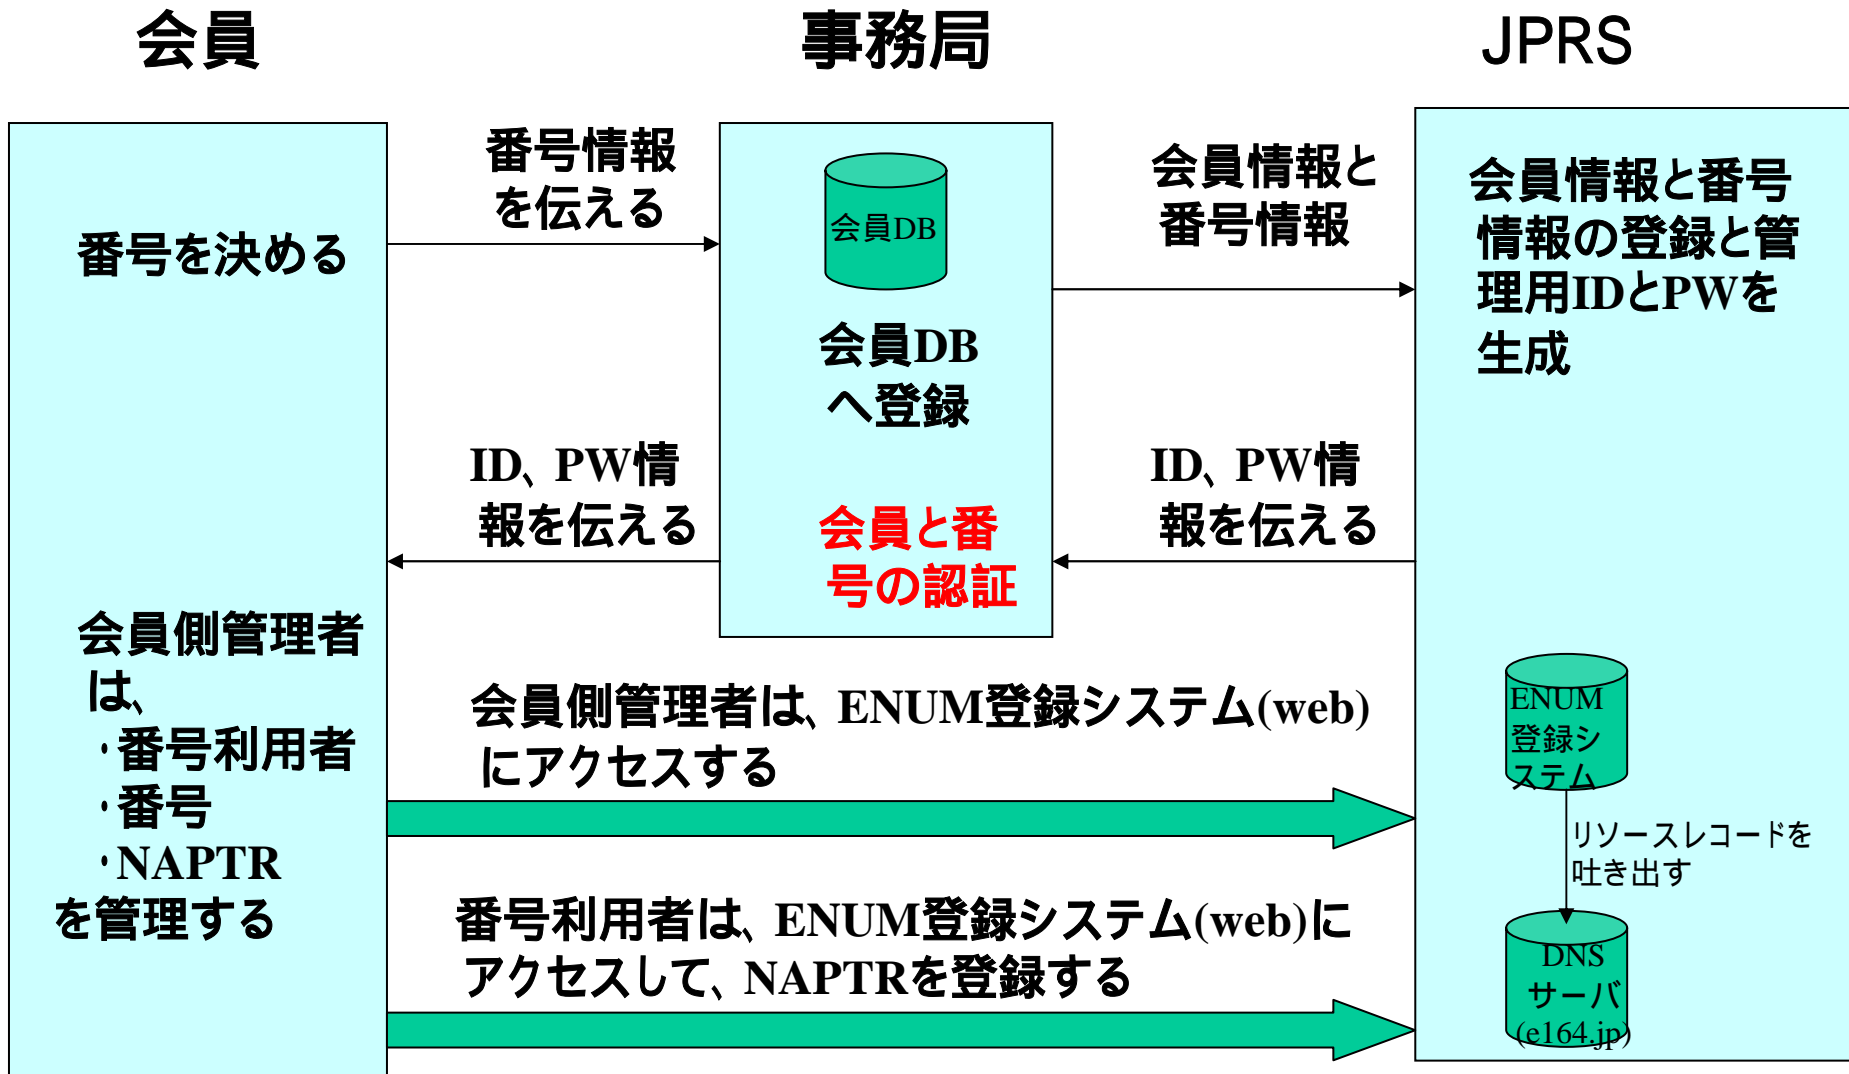 会員
事務局
JPRS
番号を決める
番号情報
を伝える
会員DB
会員DB
へ登録
会員情報と
番号情報
会員情報と番号
情報の登録と管
理用IDとPWを
生成
ID、PW情
報を伝える
会員と番
号の認証
ID、PW情
報を伝える
会員側管理者
は、
・番号利用者
・番号
・NAPTR
を管理する
会員側管理者は、ENUM登録システム(web)
にアクセスする
番号利用者は、ENUM登録システム(web)に
アクセスして、NAPTRを登録する
ENUM
登録シ
ステム
リソースレコードを
吐き出す
DNS
サーバ
(e164.jp)